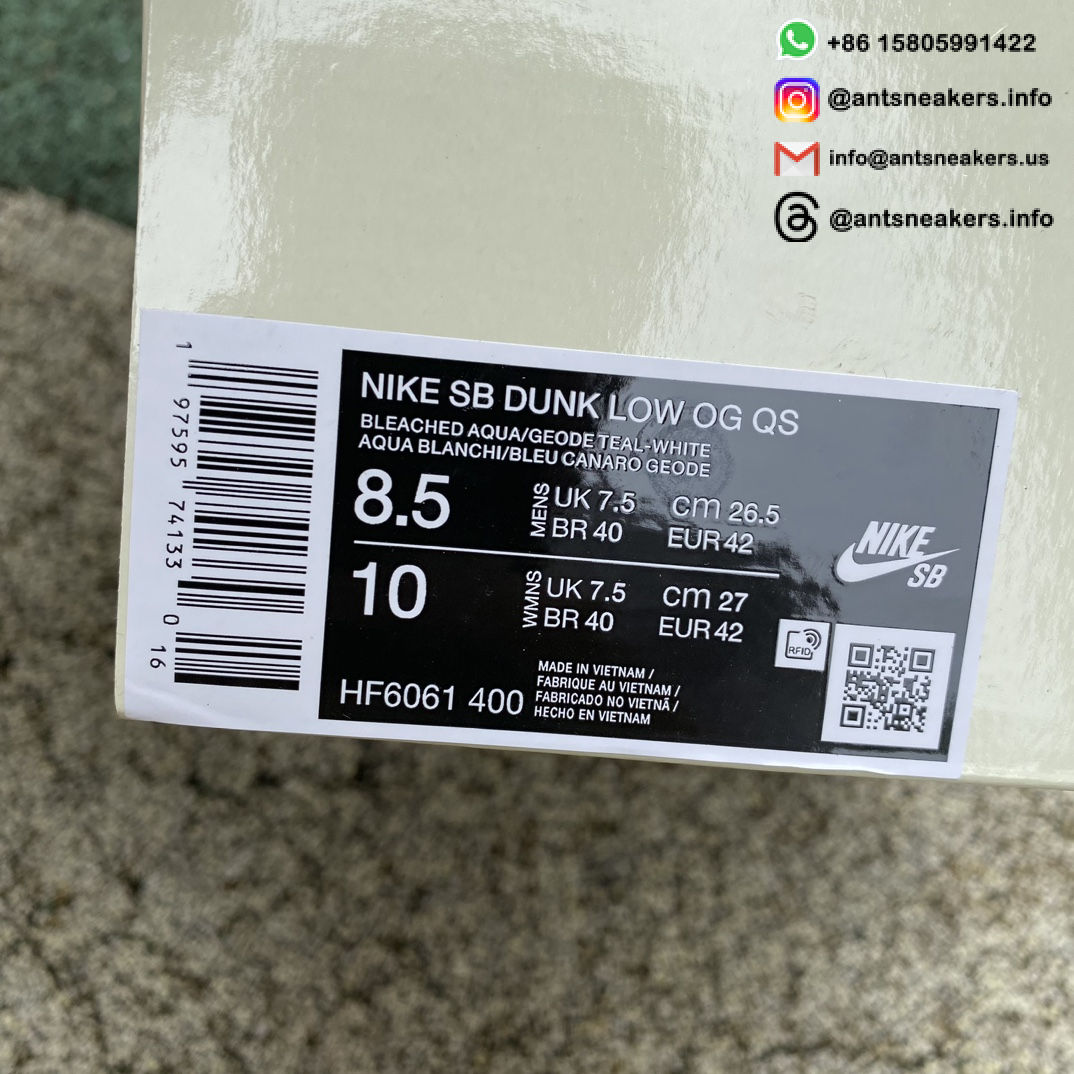 +86 15805991422
@antsneakers.info
info@antsneakers.us
@antsneakers.info
1 97595 74133 0 16
NIKE SB DUNK LOW OG QS
BLEACHED AQUA/GEODE TEAL-WHITE
AQUA BLANCHI/BLEU CANARO GEODE
8.5
MENS
UK 7.5 cm 26.5
BR 40 EUR 42
10
WMNS
UK 7.5 cm 27
BR 40 EUR 42
NIKE
SB
RFID
HF6061 400
MADE IN VIETNAM /
FABRIQUE AU VIETNAM /
FABRICADO NO VIETNÃ /
HECHO EN VIETNAM